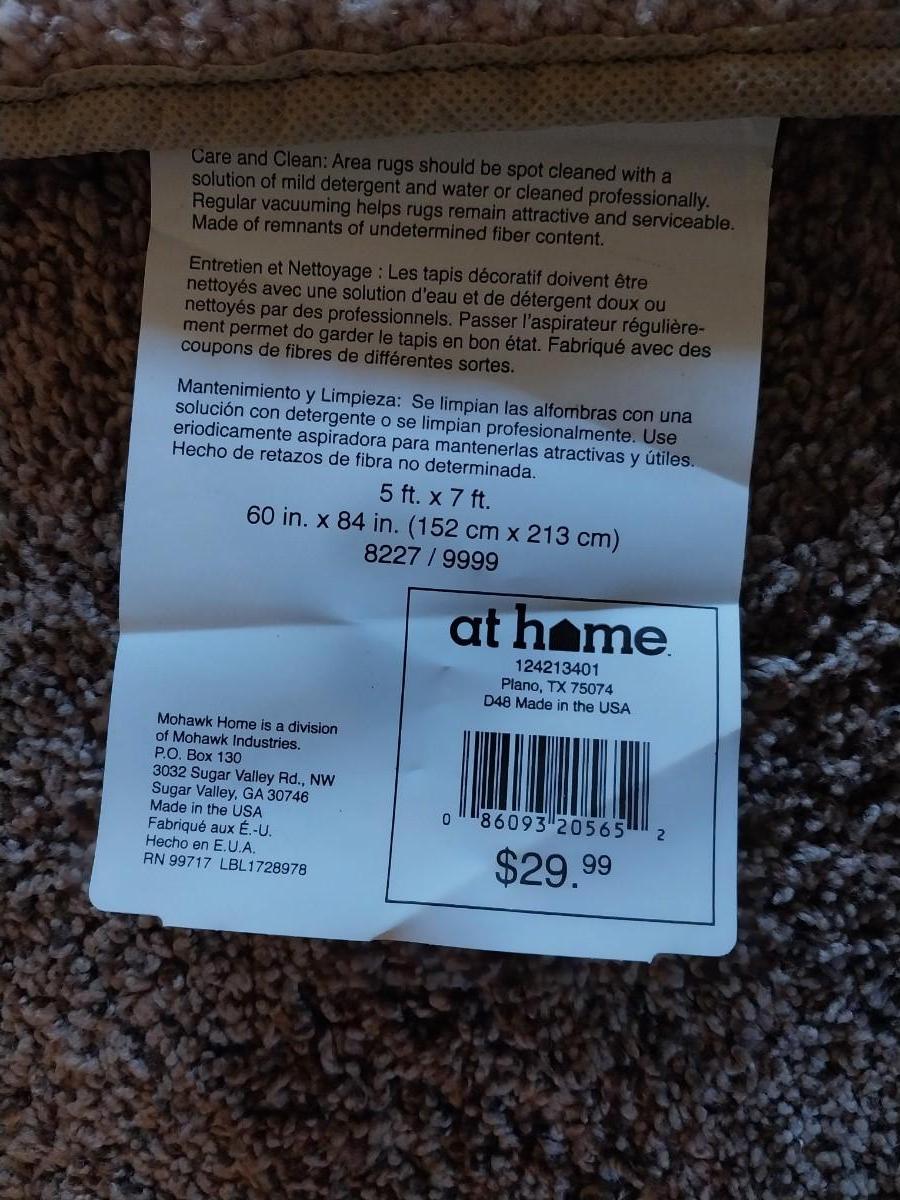 Care and Clean: Area rugs should be spot cleaned with a
solution of mild detergent and water or cleaned professionally.
Regular vacuuming helps rugs remain attractive and serviceable.
Made of remnants of undetermined fiber content.
Entretien et Nettoyage : Les tapis décoratif doivent être
nettoyés avec une solution d'eau et de détergent doux ou
nettoyés par des professionnels. Passer l'aspirateur régulière-
ment permet do garder le tapis en bon état. Fabriqué avec des
coupons de fibres de différentes sortes.
Mantenimiento y Limpieza: Se limpian las alfombras con una
solución con detergente o se limpian profesionalmente. Use
eriodicamente aspiradora para mantenerlas atractivas y útiles.
Hecho de retazos de fibra no determinada.
5 ft. x 7 ft.
60 in. x 84 in. (152 cm x 213 cm)
8227 / 9999
at home
124213401
Plano, TX 75074
D48 Made in the USA
0 86093 20565 2
$29.99
Mohawk Home is a division
of Mohawk Industries.
P.O. Box 130
3032 Sugar Valley Rd., NW
Sugar Valley, GA 30746
Made in the USA
Fabriqué aux É.-U.
Hecho en E.U.A.
RN 99717 LBL1728978